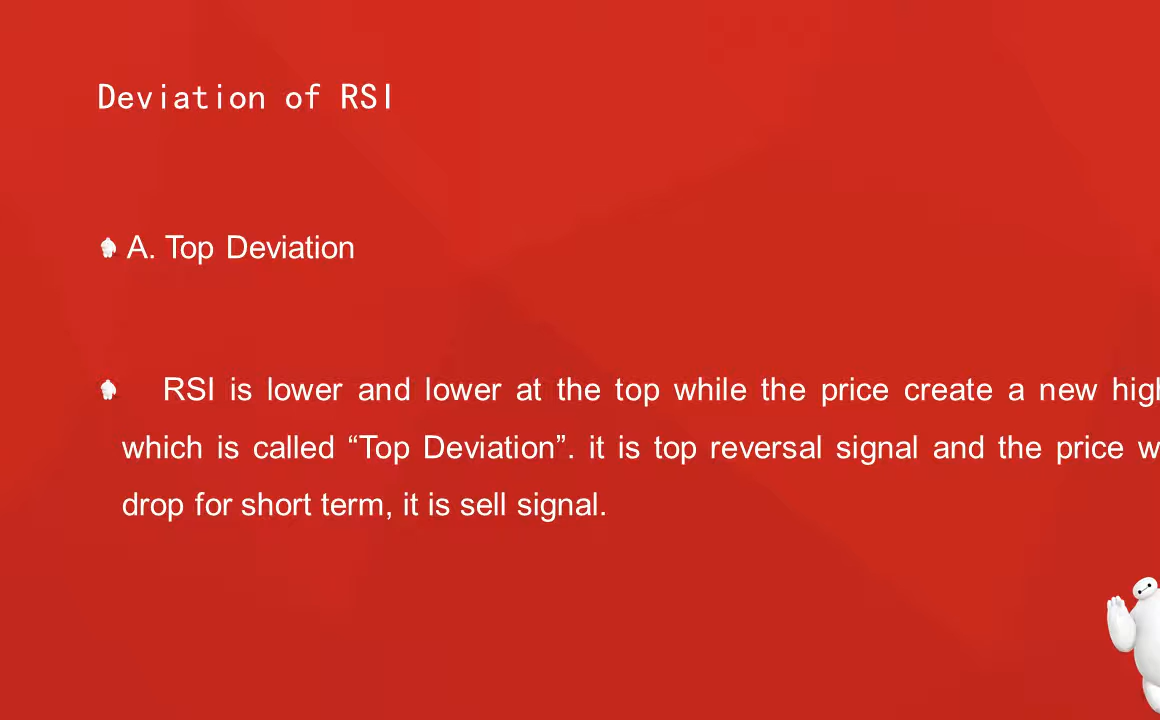 Deviation of RSI
A. Top Deviation
RSI is lower and lower at the top while the price create a new
which is called “Top Deviation”. it is top reversal signal and the price
drop for short term, it is sell signal.